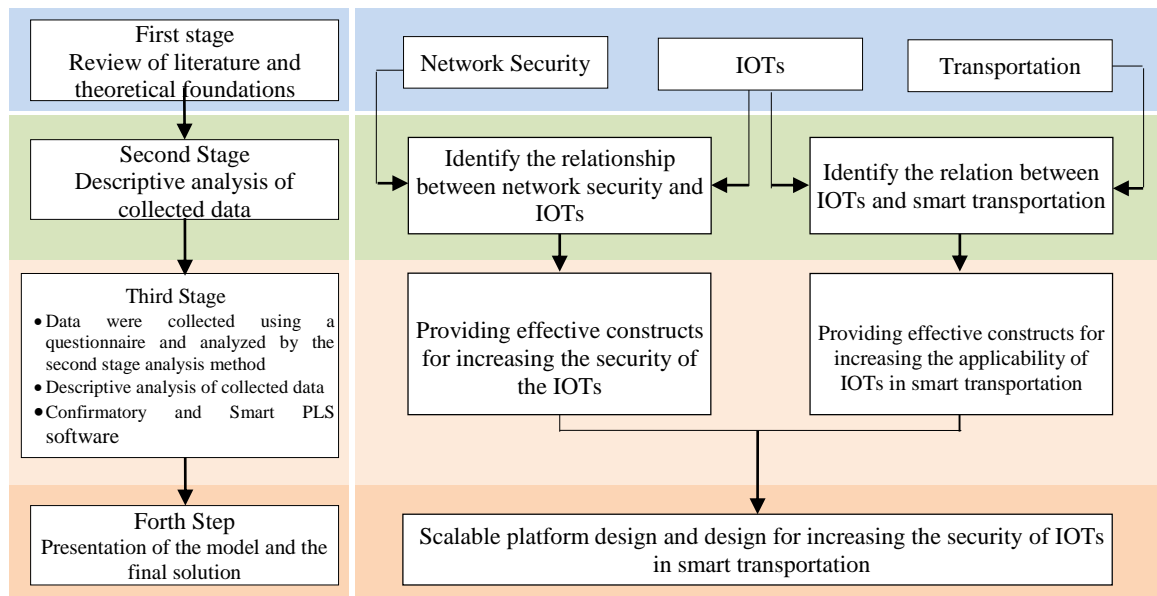 First stage
Review of literature and
theoretical foundations
Network Security
IOTs
Transportation
Second Stage
Descriptive analysis of
collected data
Identify the relationship
between network security and
IOTs
Identify the relation between
IOTs and smart transportation
Third Stage
• Data were collected using a
questionnaire and analyzed by the
second stage analysis method
• Descriptive analysis of collected data
• Confirmatory and Smart PLS
software
Providing effective constructs
for increasing the security of
the IOTs
Providing effective constructs for
increasing the applicability of
IOTs in smart transportation
Forth Step
Presentation of the model and the
final solution
Scalable platform design and design for increasing the security of IOTs
in smart transportation